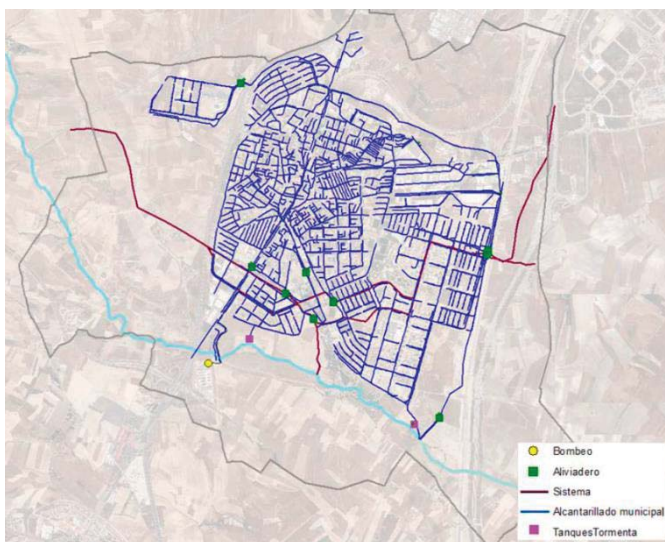 Bombeo
Aliviadero
Sistema
Alcantarillado municipal
TanquesTormenta